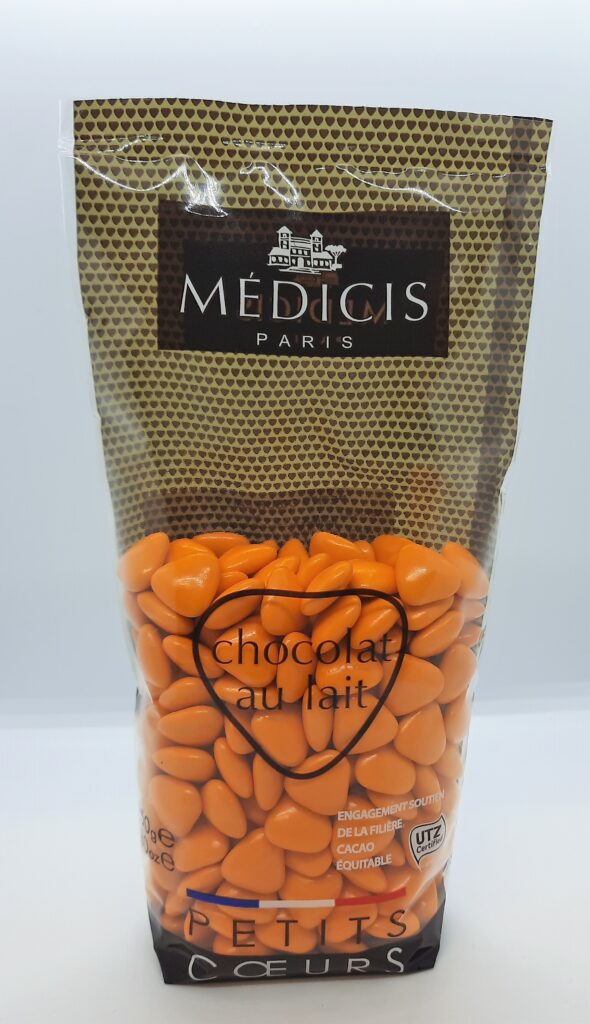 MÉDICIS
PARIS
chocolat
au lait
ENGAGEMENT SOUTIEN
DE LA FILIÈRE
CACAO
ÉQUITABLE
UTZ
Certified
PETITS
CŒURS